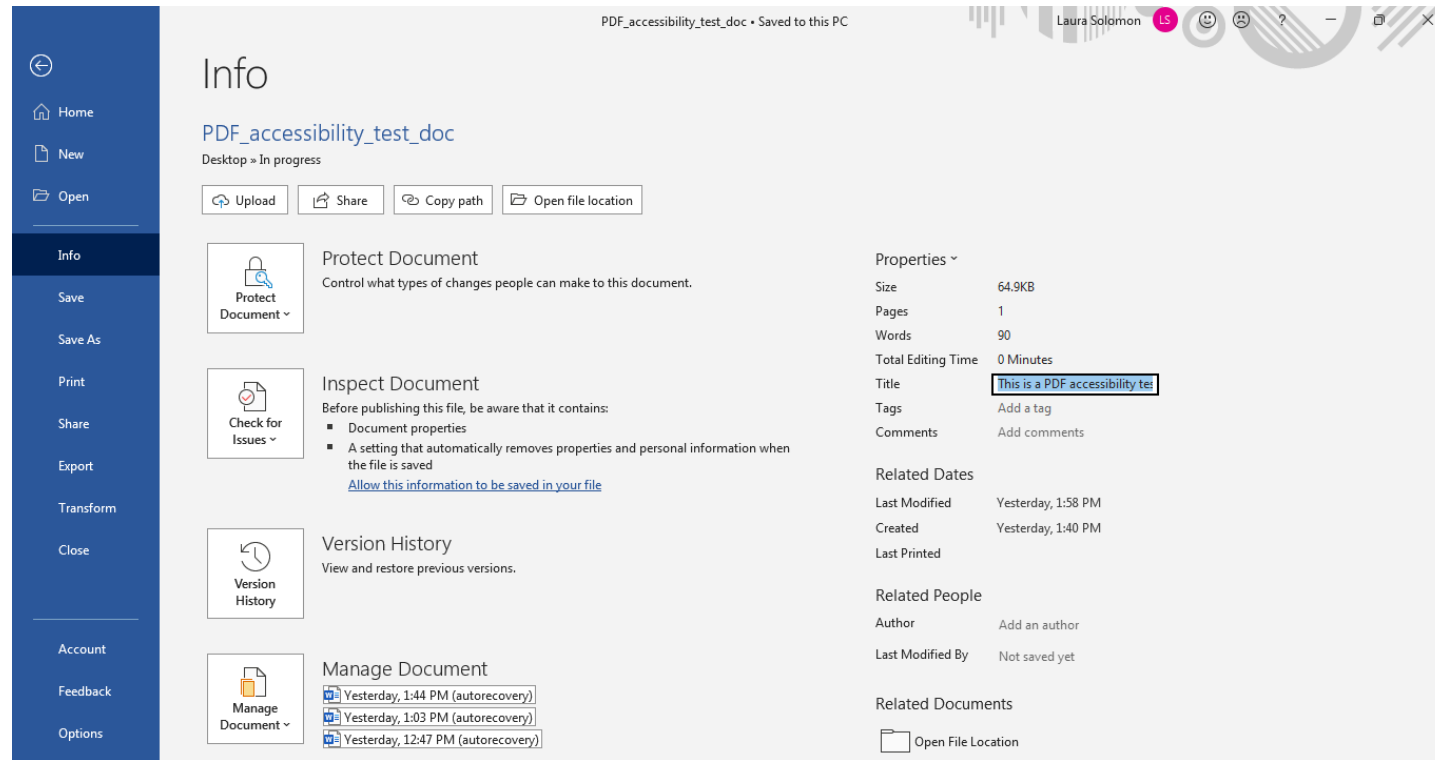 PDF_accessibility_test_doc • Saved to this PC
Laura Solomon
LS
?
Info
Home
New
Open
Info
Save
Save As
Print
Share
Export
Transform
Close
Account
Feedback
Options
PDF_accessibility_test_doc
Desktop » In progress
Upload
Share
Copy path
Open file location
Protect
Document
Protect Document
Control what types of changes people can make to this document.
Check for
Issues
Inspect Document
Before publishing this file, be aware that it contains:
Document properties
A setting that automatically removes properties and personal information when
the file is saved
Allow this information to be saved in your file
Version
History
Version History
View and restore previous versions.
Manage
Document
Manage Document
Yesterday, 1:44 PM (autorecovery)
Yesterday, 1:03 PM (autorecovery)
Yesterday, 12:47 PM (autorecovery)
Properties
Size 64.9KB
Pages 1
Words 90
Total Editing Time 0 Minutes
Title This is a PDF accessibility tes
Tags Add a tag
Comments Add comments
Related Dates
Last Modified Yesterday, 1:58 PM
Created Yesterday, 1:40 PM
Last Printed
Related People
Author Add an author
Last Modified By Not saved yet
Related Documents
Open File Location